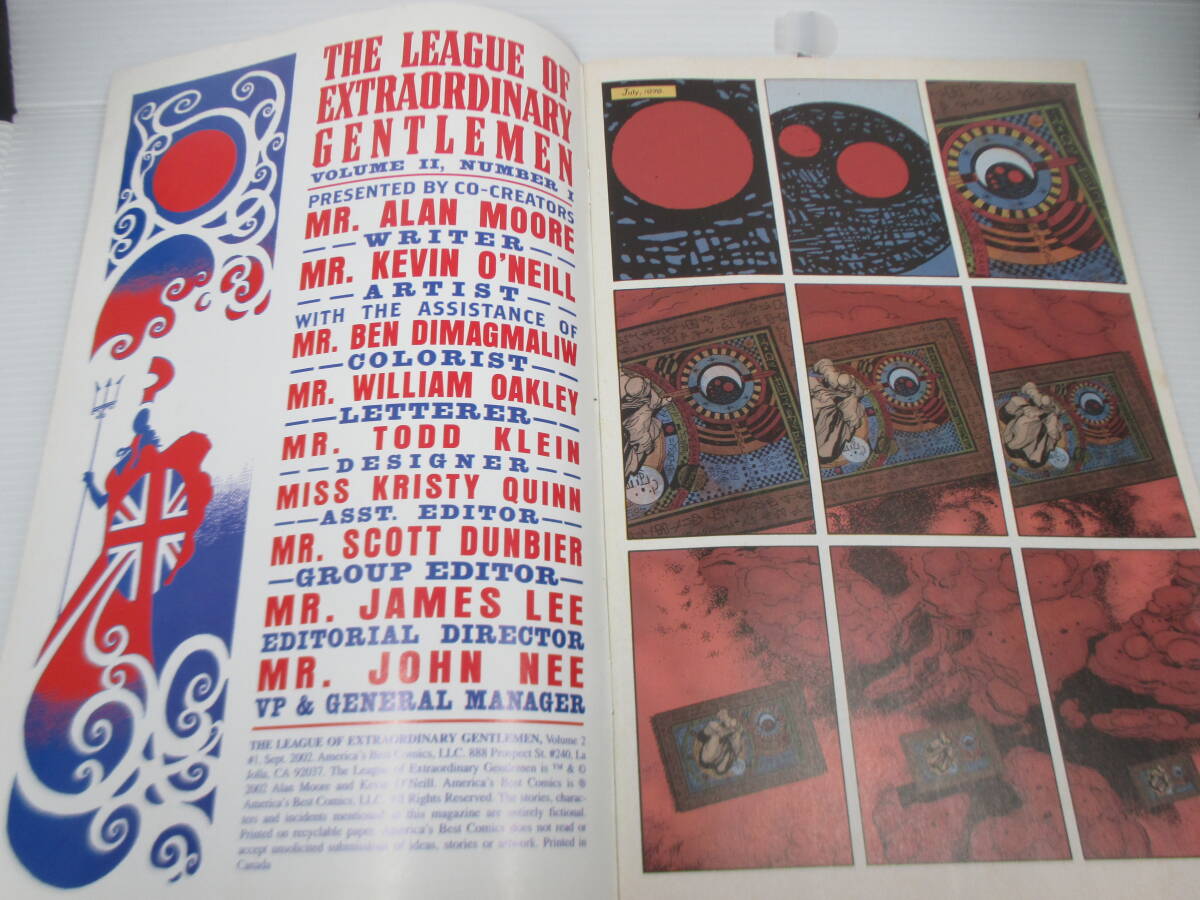 THE LEAGUE OF
EXTRAORDINARY
GENTLEMEN
VOLUME II, NUMBER I
PRESENTED BY CO-CREATORS
MR. ALAN MOORE
WRITER
MR. KEVIN O'NEILL
ARTIST
WITH THE ASSISTANCE OF
MR. BEN DIMAGMALIW
COLORIST
MR. WILLIAM OAKLEY
LETTERER
MR. TODD KLEIN
DESIGNER
MISS KRISTY QUINN
ASST. EDITOR
MR. SCOTT DUNBIER
GROUP EDITOR
MR. JAMES LEE
EDITORIAL DIRECTOR
MR. JOHN NEE
VP & GENERAL MANAGER
THE LEAGUE OF EXTRAORDINARY GENTLEMEN, Volume 2
#1, Sept. 2002. America's Best Comics, LLC. 888 Prospect St. #240, La
Jolla, CA 92037. The League of Extraordinary Gentlemen is ™ & ©
2002 Alan Moore and Kevin O'Neill. America's Best Comics is ®
America's Best Comics, LLC. All Rights Reserved. The stories, charac-
ters and incidents mentioned in this magazine are entirely fictional.
Printed on recyclable paper. America's Best Comics does not read or
accept unsolicited submissions of ideas, stories or artwork. Printed in
Canada
July, 1898